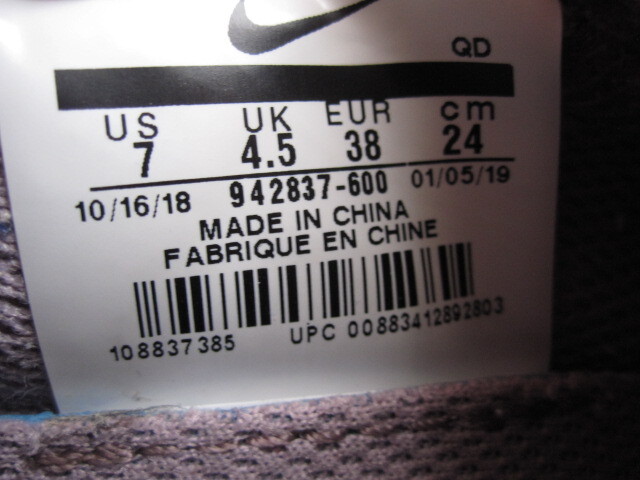 QD
US UK EUR cm
7 4.5 38 24
10/16/18 942837-600 01/05/19
MADE IN CHINA
FABRIQUE EN CHINE
108837385 UPC 00883412892803